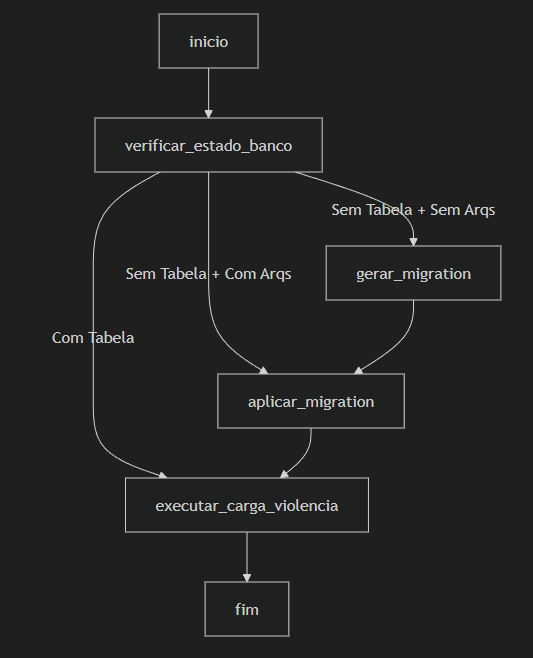 inicio
verificar_estado_banco
Sem Tabela + Sem Arqs
gerar_migration
Sem Tabela + Com Arqs
Com Tabela
aplicar_migration
executar_carga_violencia
fim